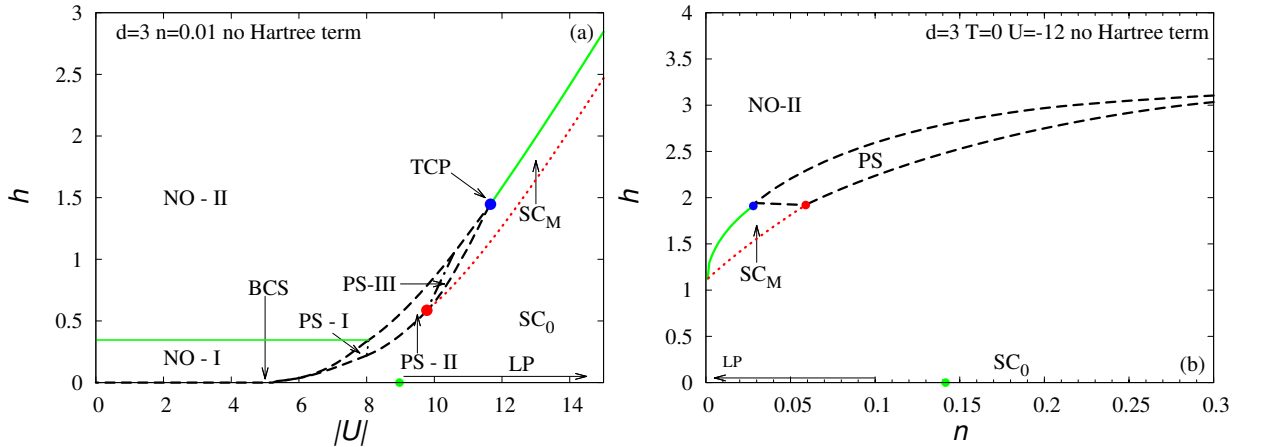 d=3 n=0.01 no Hartree term (a)
3
2.5
2
1.5
1
0.5
0
h
NO - II
TCP
SC_M
PS-III
BCS
PS - I
SC_0
NO - I
PS - II
LP
0 2 4 6 8 10 12 14
|U|
d=3 T=0 U=-12 no Hartree term
4
3.5
3
2.5
2
1.5
1
0.5
0
h
NO-II
PS
SC_M
LP
SC_0
(b)
0 0.05 0.1 0.15 0.2 0.25 0.3
n